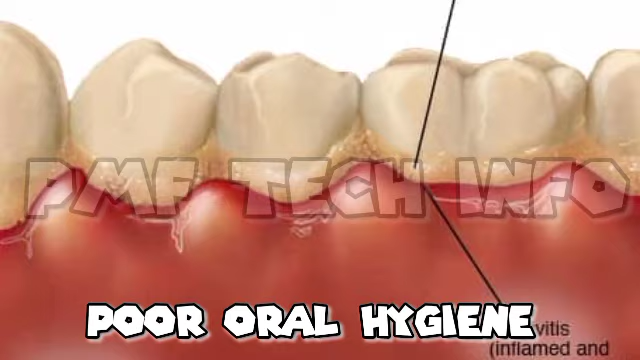 PMF TECH INFO
POOR ORAL HYGIENE
(inflamed and